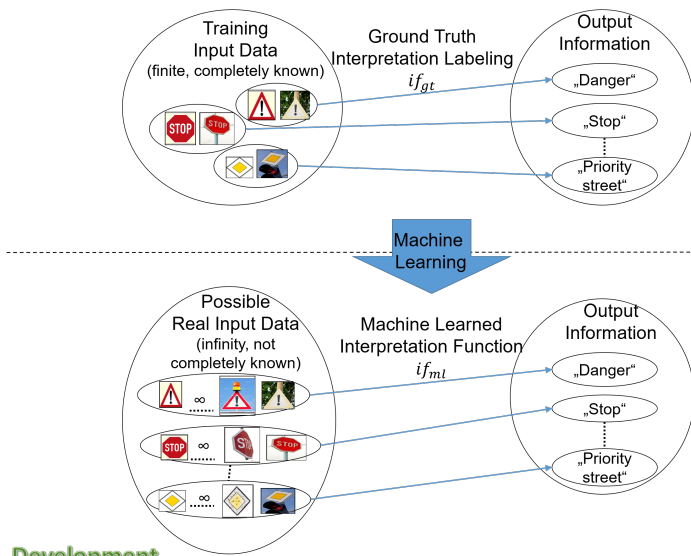 Training
Input Data
(finite, completely known)
Ground Truth
Interpretation Labeling
if_gt
Output
Information
„Danger“
„Stop“
„Priority
street“
STOP
STOP
Machine
Learning
Possible
Real Input Data
(infinity, not
completely known)
Machine Learned
Interpretation Function
if_ml
Output
Information
„Danger“
„Stop“
„Priority
street“
∞
STOP
∞
STOP
∞
Development